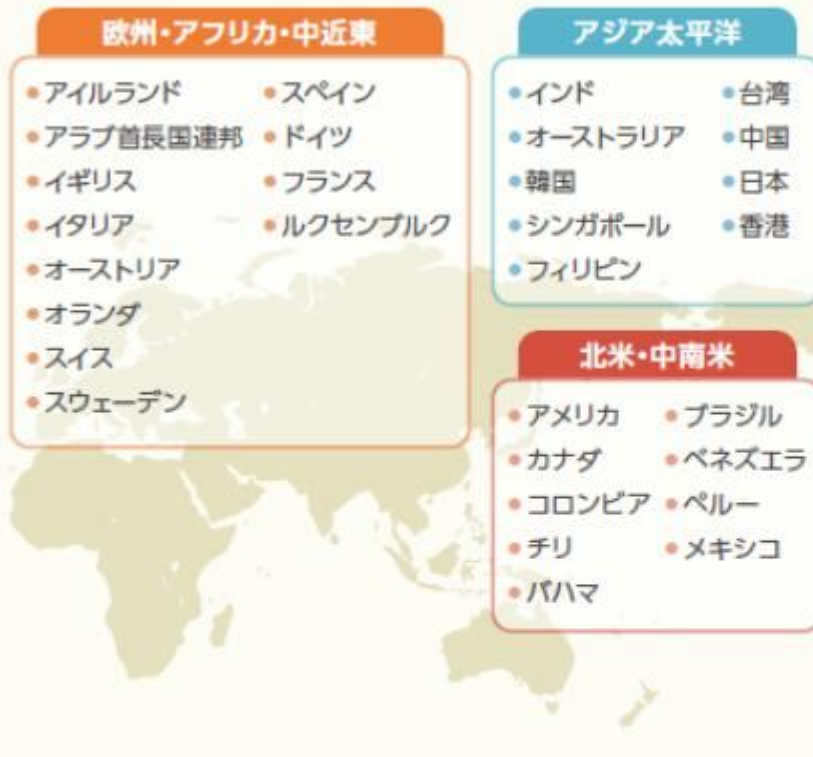 欧州・アフリカ・中近東
アイルランド
アラブ首長国連邦
イギリス
イタリア
オーストリア
オランダ
スイス
スウェーデン
スペイン
ドイツ
フランス
ルクセンブルク
アジア太平洋
インド
オーストラリア
韓国
シンガポール
フィリピン
台湾
中国
日本
香港
北米・中南米
アメリカ
カナダ
コロンビア
チリ
バハマ
ブラジル
ベネズエラ
ペルー
メキシコ